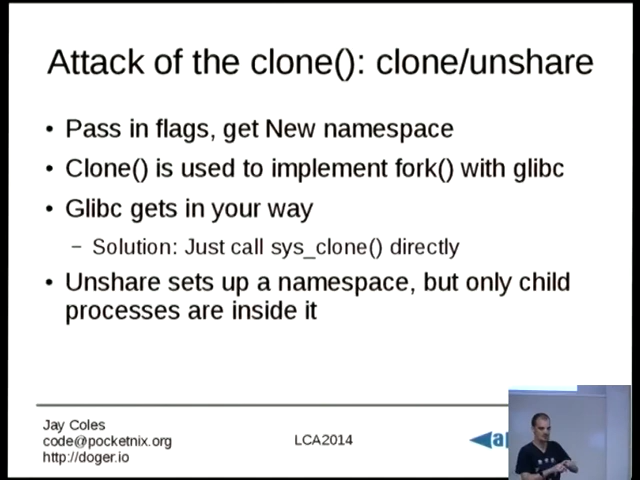 Attack of the clone(): clone/unshare
• Pass in flags, get New namespace
• Clone() is used to implement fork() with glibc
• Glibc gets in your way
– Solution: Just call sys_clone() directly
• Unshare sets up a namespace, but only child
processes are inside it
Jay Coles
code@pocketnix.org
http://doger.io
LCA2014